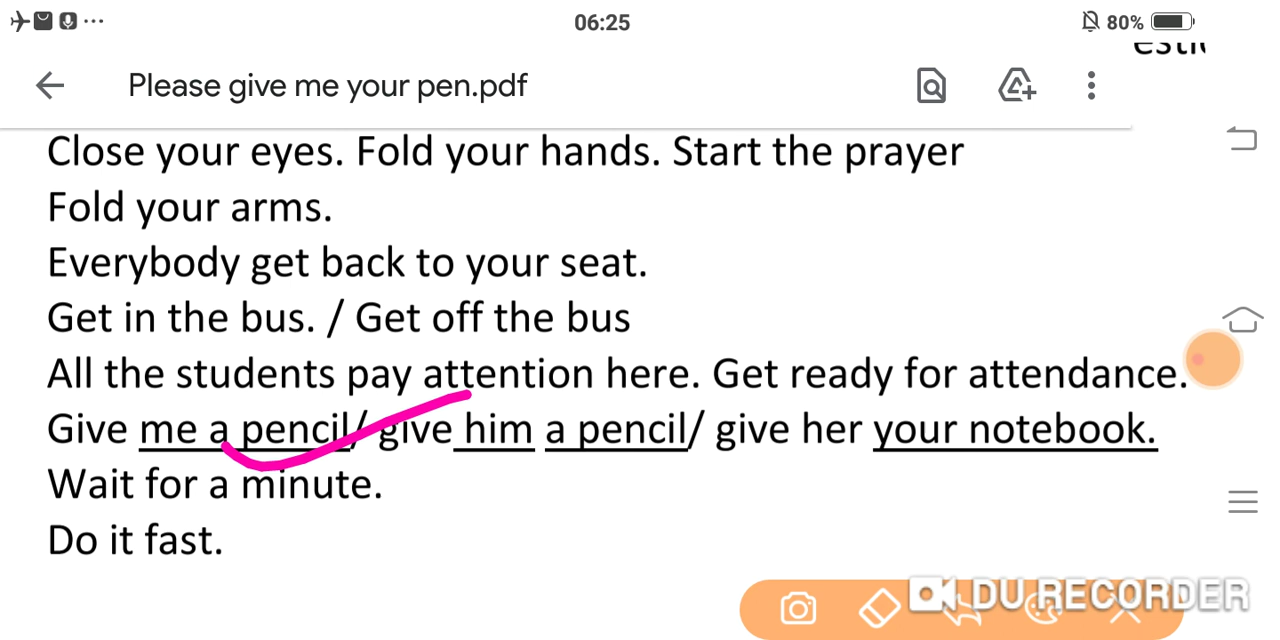 06:25
80%
Please give me your pen.pdf
Close your eyes. Fold your hands. Start the prayer
Fold your arms.
Everybody get back to your seat.
Get in the bus. / Get off the bus
All the students pay attention here. Get ready for attendance.
Give me a pencil/ give him a pencil/ give her your notebook.
Wait for a minute.
Do it fast.
DU RECORDER